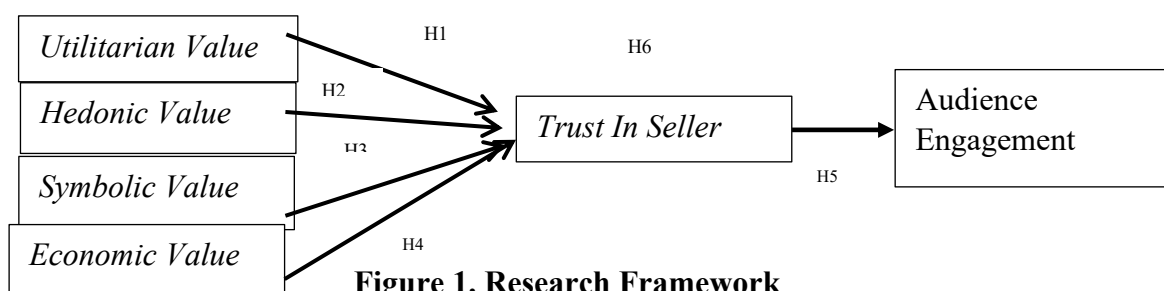 H1
H6
Utilitarian Value
H2
Hedonic Value
Trust In Seller
Audience
Engagement
H3
Symbolic Value
H5
Economic Value
H4
Figure 1. Research Framework